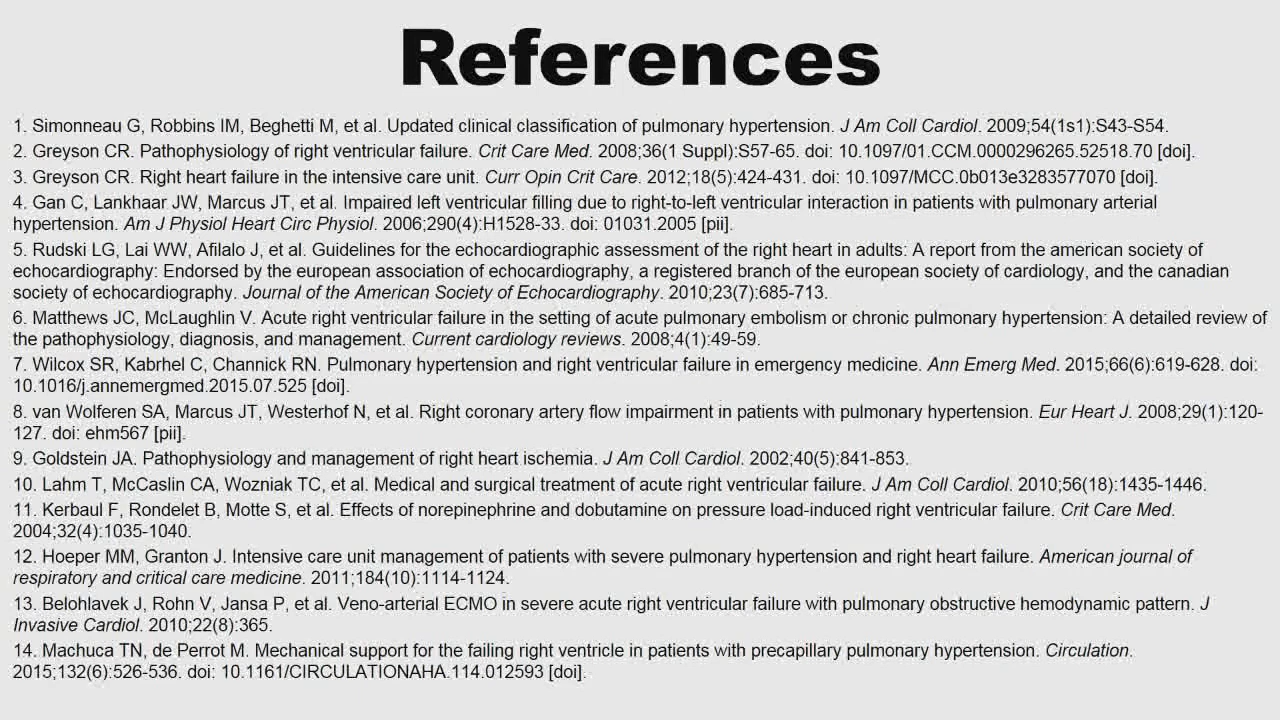 References
1. Simonneau G, Robbins IM, Beghetti M, et al. Updated clinical classification of pulmonary hypertension. J Am Coll Cardiol. 2009;54(1s1):S43-S54.
2. Greyson CR. Pathophysiology of right ventricular failure. Crit Care Med. 2008;36(1 Suppl):S57-65. doi: 10.1097/01.CCM.0000296265.52518.70 [doi].
3. Greyson CR. Right heart failure in the intensive care unit. Curr Opin Crit Care. 2012;18(5):424-431. doi: 10.1097/MCC.0b013e3283577070 [doi].
4. Gan C, Lankhaar JW, Marcus JT, et al. Impaired left ventricular filling due to right-to-left ventricular interaction in patients with pulmonary arterial
hypertension. Am J Physiol Heart Circ Physiol. 2006;290(4):H1528-33. doi: 01031.2005 [pii].
5. Rudski LG, Lai WW, Afilalo J, et al. Guidelines for the echocardiographic assessment of the right heart in adults: A report from the american society of
echocardiography: Endorsed by the european association of echocardiography, a registered branch of the european society of cardiology, and the canadian
society of echocardiography. Journal of the American Society of Echocardiography. 2010;23(7):685-713.
6. Matthews JC, McLaughlin V. Acute right ventricular failure in the setting of acute pulmonary embolism or chronic pulmonary hypertension: A detailed review of
the pathophysiology, diagnosis, and management. Current cardiology reviews. 2008;4(1):49-59.
7. Wilcox SR, Kabrhel C, Channick RN. Pulmonary hypertension and right ventricular failure in emergency medicine. Ann Emerg Med. 2015;66(6):619-628. doi:
10.1016/j.annemergmed.2015.07.525 [doi].
8. van Wolferen SA, Marcus JT, Westerhof N, et al. Right coronary artery flow impairment in patients with pulmonary hypertension. Eur Heart J. 2008;29(1):120-
127. doi: ehm567 [pii].
9. Goldstein JA. Pathophysiology and management of right heart ischemia. J Am Coll Cardiol. 2002;40(5):841-853.
10. Lahm T, McCaslin CA, Wozniak TC, et al. Medical and surgical treatment of acute right ventricular failure. J Am Coll Cardiol. 2010;56(18):1435-1446.
11. Kerbaul F, Rondelet B, Motte S, et al. Effects of norepinephrine and dobutamine on pressure load-induced right ventricular failure. Crit Care Med.
2004;32(4):1035-1040.
12. Hoeper MM, Granton J. Intensive care unit management of patients with severe pulmonary hypertension and right heart failure. American journal of
respiratory and critical care medicine. 2011;184(10):1114-1124.
13. Belohlavek J, Rohn V, Jansa P, et al. Veno-arterial ECMO in severe acute right ventricular failure with pulmonary obstructive hemodynamic pattern. J
Invasive Cardiol. 2010;22(8):365.
14. Machuca TN, de Perrot M. Mechanical support for the failing right ventricle in patients with precapillary pulmonary hypertension. Circulation.
2015;132(6):526-536. doi: 10.1161/CIRCULATIONAHA.114.012593 [doi].